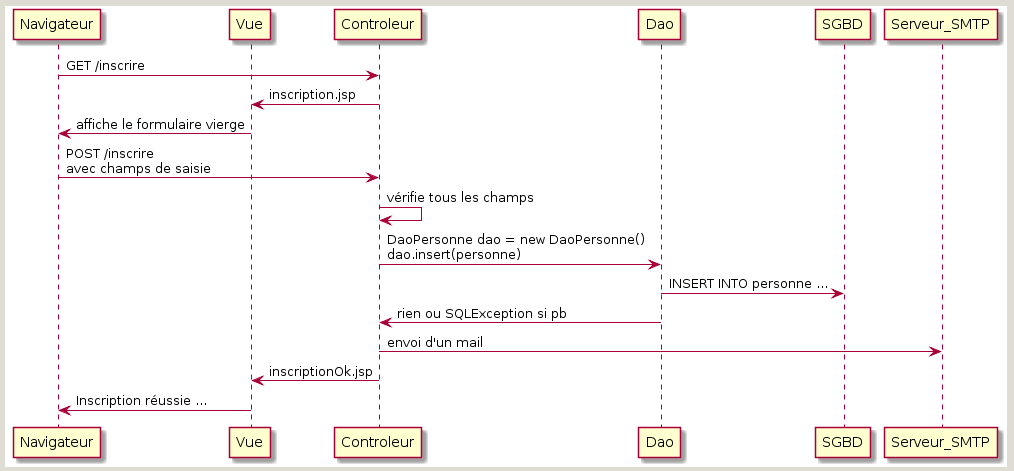 Navigateur Vue Controleur Dao SGBD Serveur_SMTP
GET /inscrire
inscription.jsp
affiche le formulaire vierge
POST /inscrire
avec champs de saisie
vérifie tous les champs
DaoPersonne dao = new DaoPersonne()
dao.insert(personne)
INSERT INTO personne ...
rien ou SQLException si pb
envoi d'un mail
inscriptionOk.jsp
Inscription réussie ...
Navigateur Vue Controleur Dao SGBD Serveur_SMTP